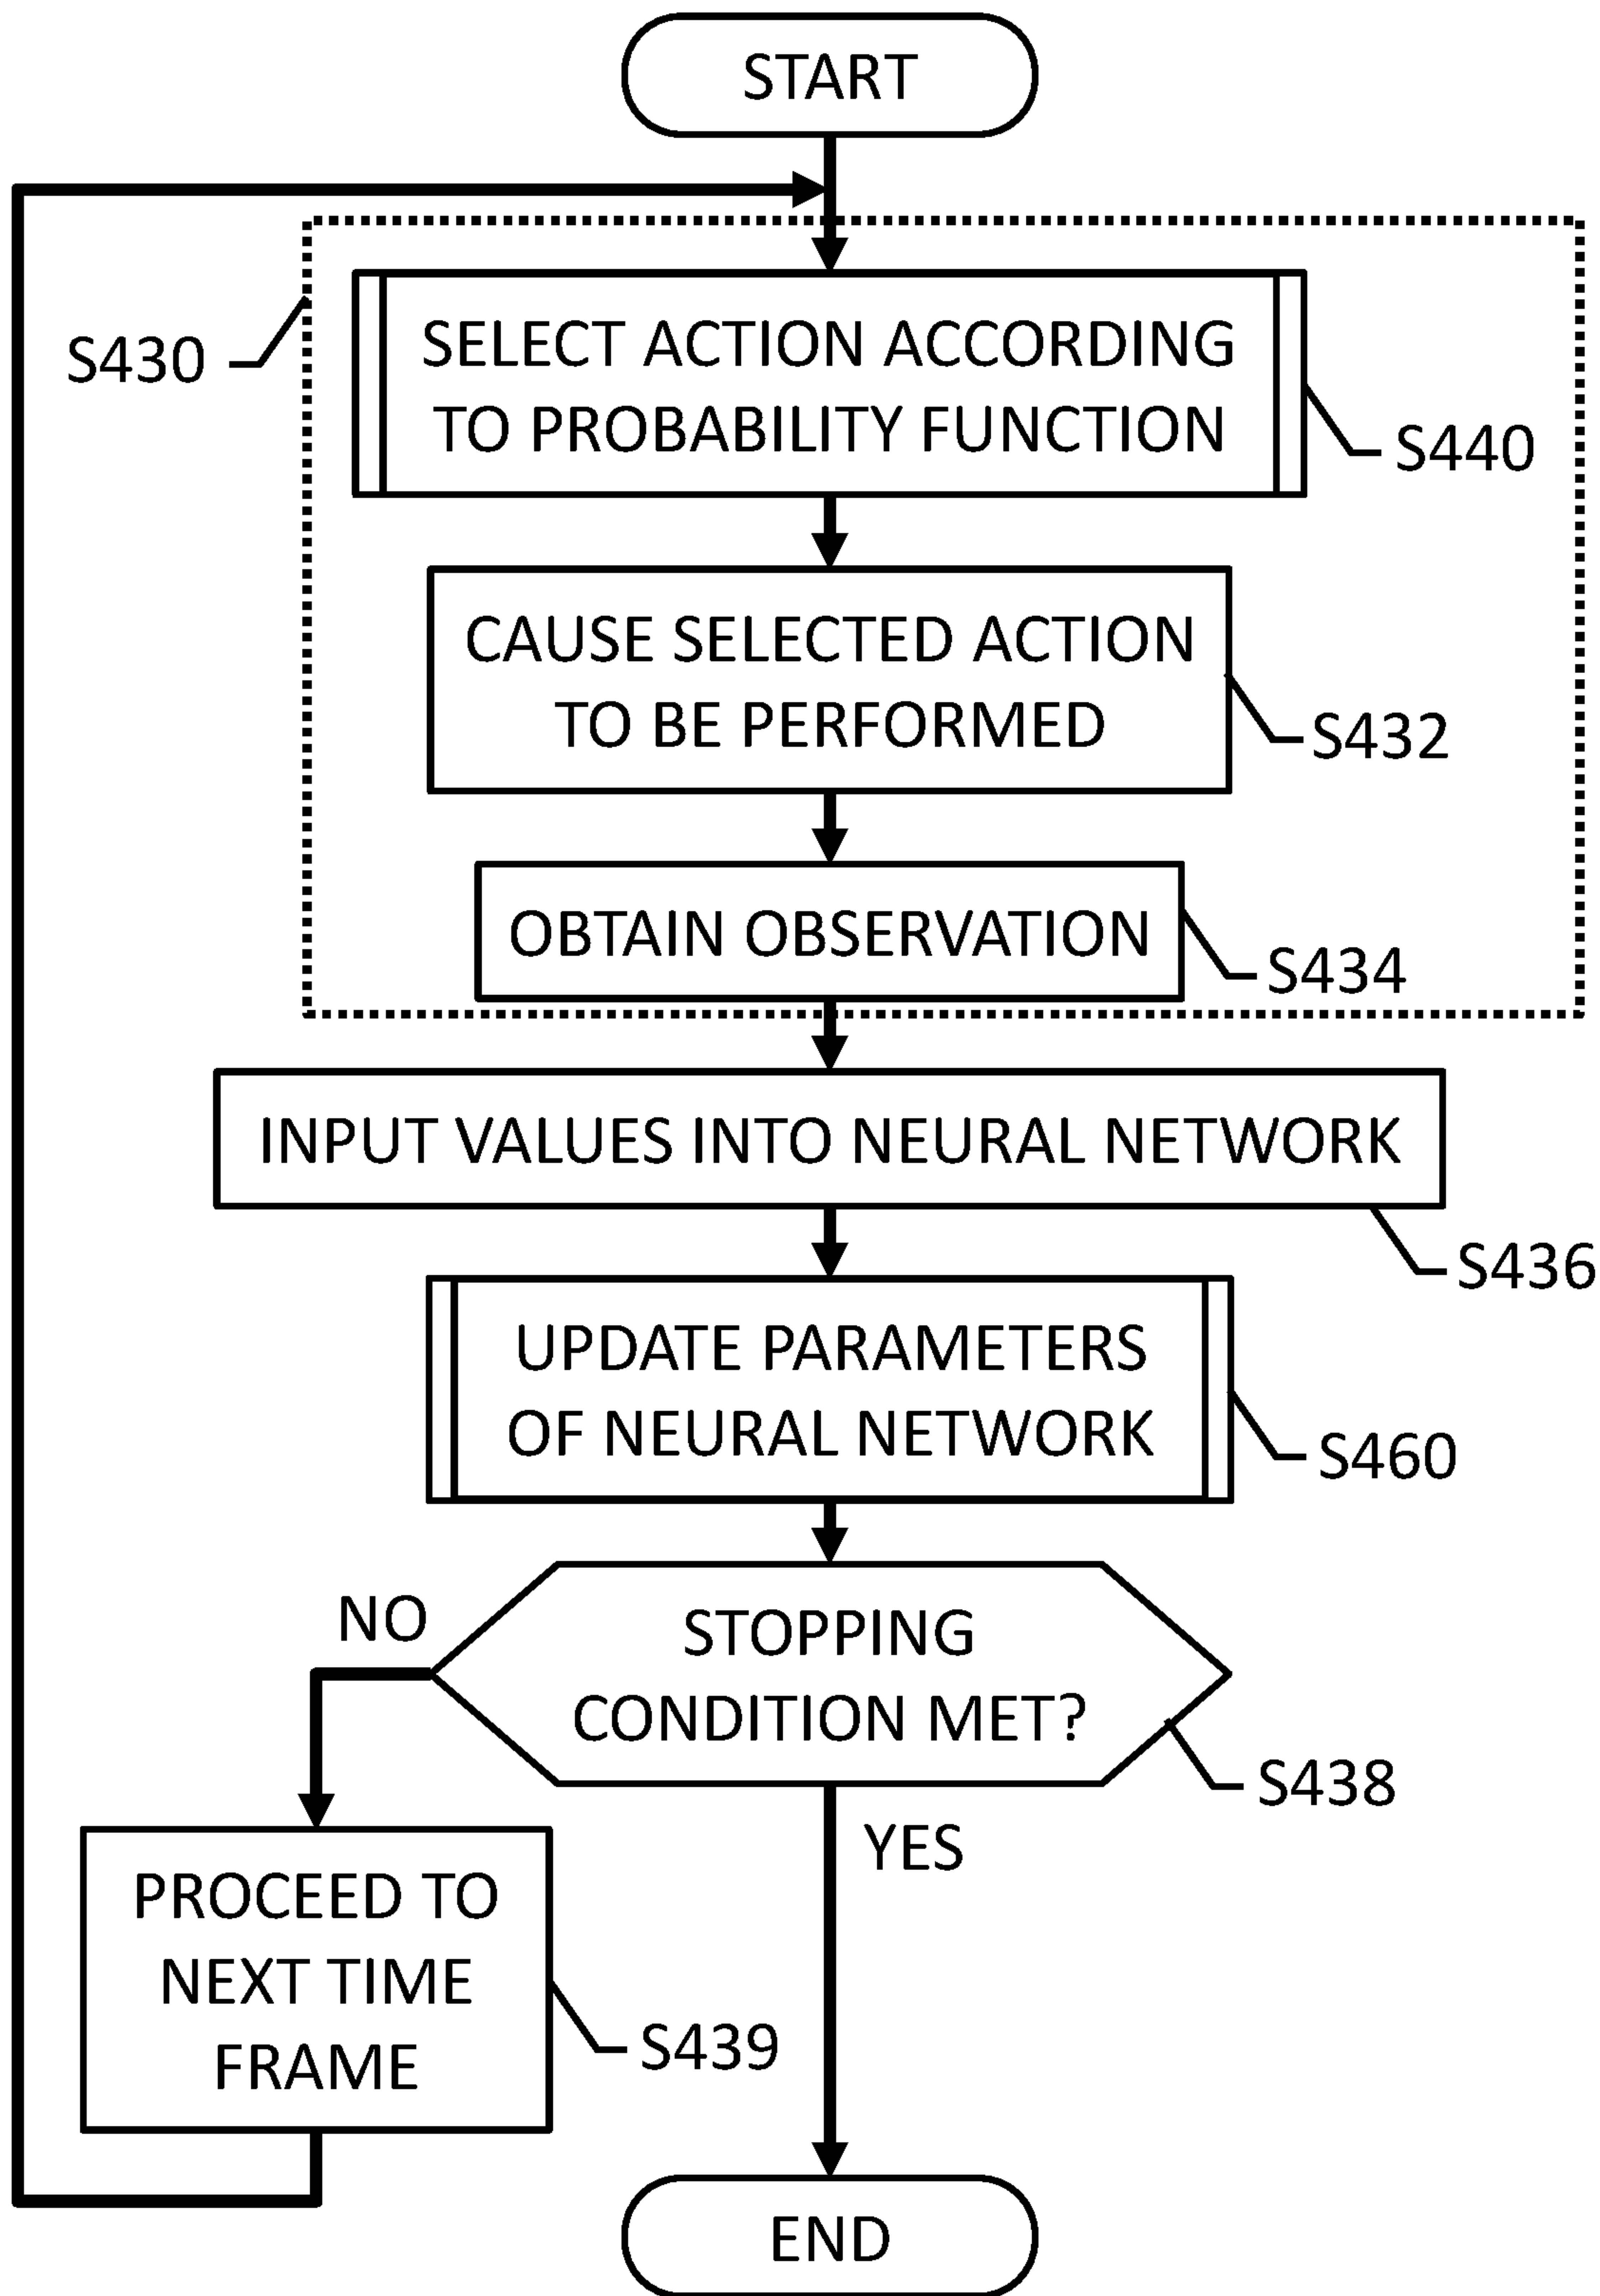 START
S430
SELECT ACTION ACCORDING
TO PROBABILITY FUNCTION
S440
CAUSE SELECTED ACTION
TO BE PERFORMED
S432
OBTAIN OBSERVATION
S434
INPUT VALUES INTO NEURAL NETWORK
S436
UPDATE PARAMETERS
OF NEURAL NETWORK
S460
NO
STOPPING
CONDITION MET?
S438
YES
PROCEED TO
NEXT TIME
FRAME
S439
END